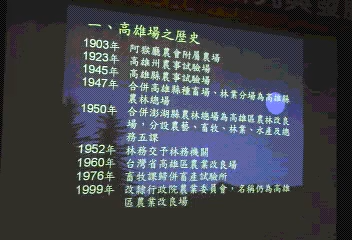 一、高雄場之歷史
1903年 阿猴廳農會附屬農場
1923年 高雄州農事試驗場
1945年 高雄縣農事試驗場
1947年 合併高雄縣種畜場、林業分場為高雄縣
農林總場
1950年 合併澎湖縣農林總場為高雄區農林改良
場，分設農藝、畜牧、林業、水產及總
務五課
1952年 林務交予林務機關
1960年 台灣省高雄區農業改良場
1976年 畜牧課歸併畜產試驗所
1999年 改隸行政院農業委員會，名稱仍為高雄
區農業改良場